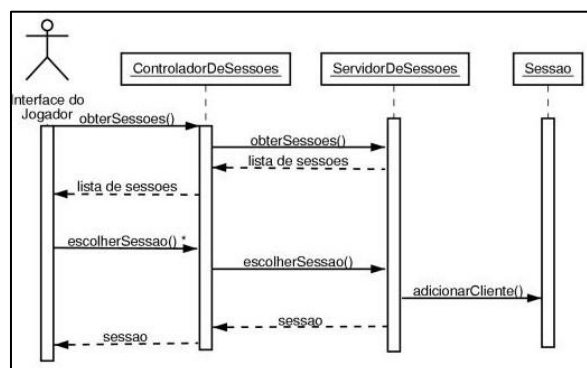 ControladorDeSessoes
ServidorDeSessoes
Sessao
Interface do
Jogador
obterSessoes()
obterSessoes()
lista de sessoes
lista de sessoes
escolherSessao() *
escolherSessao()
adicionarCliente()
sessao
sessao